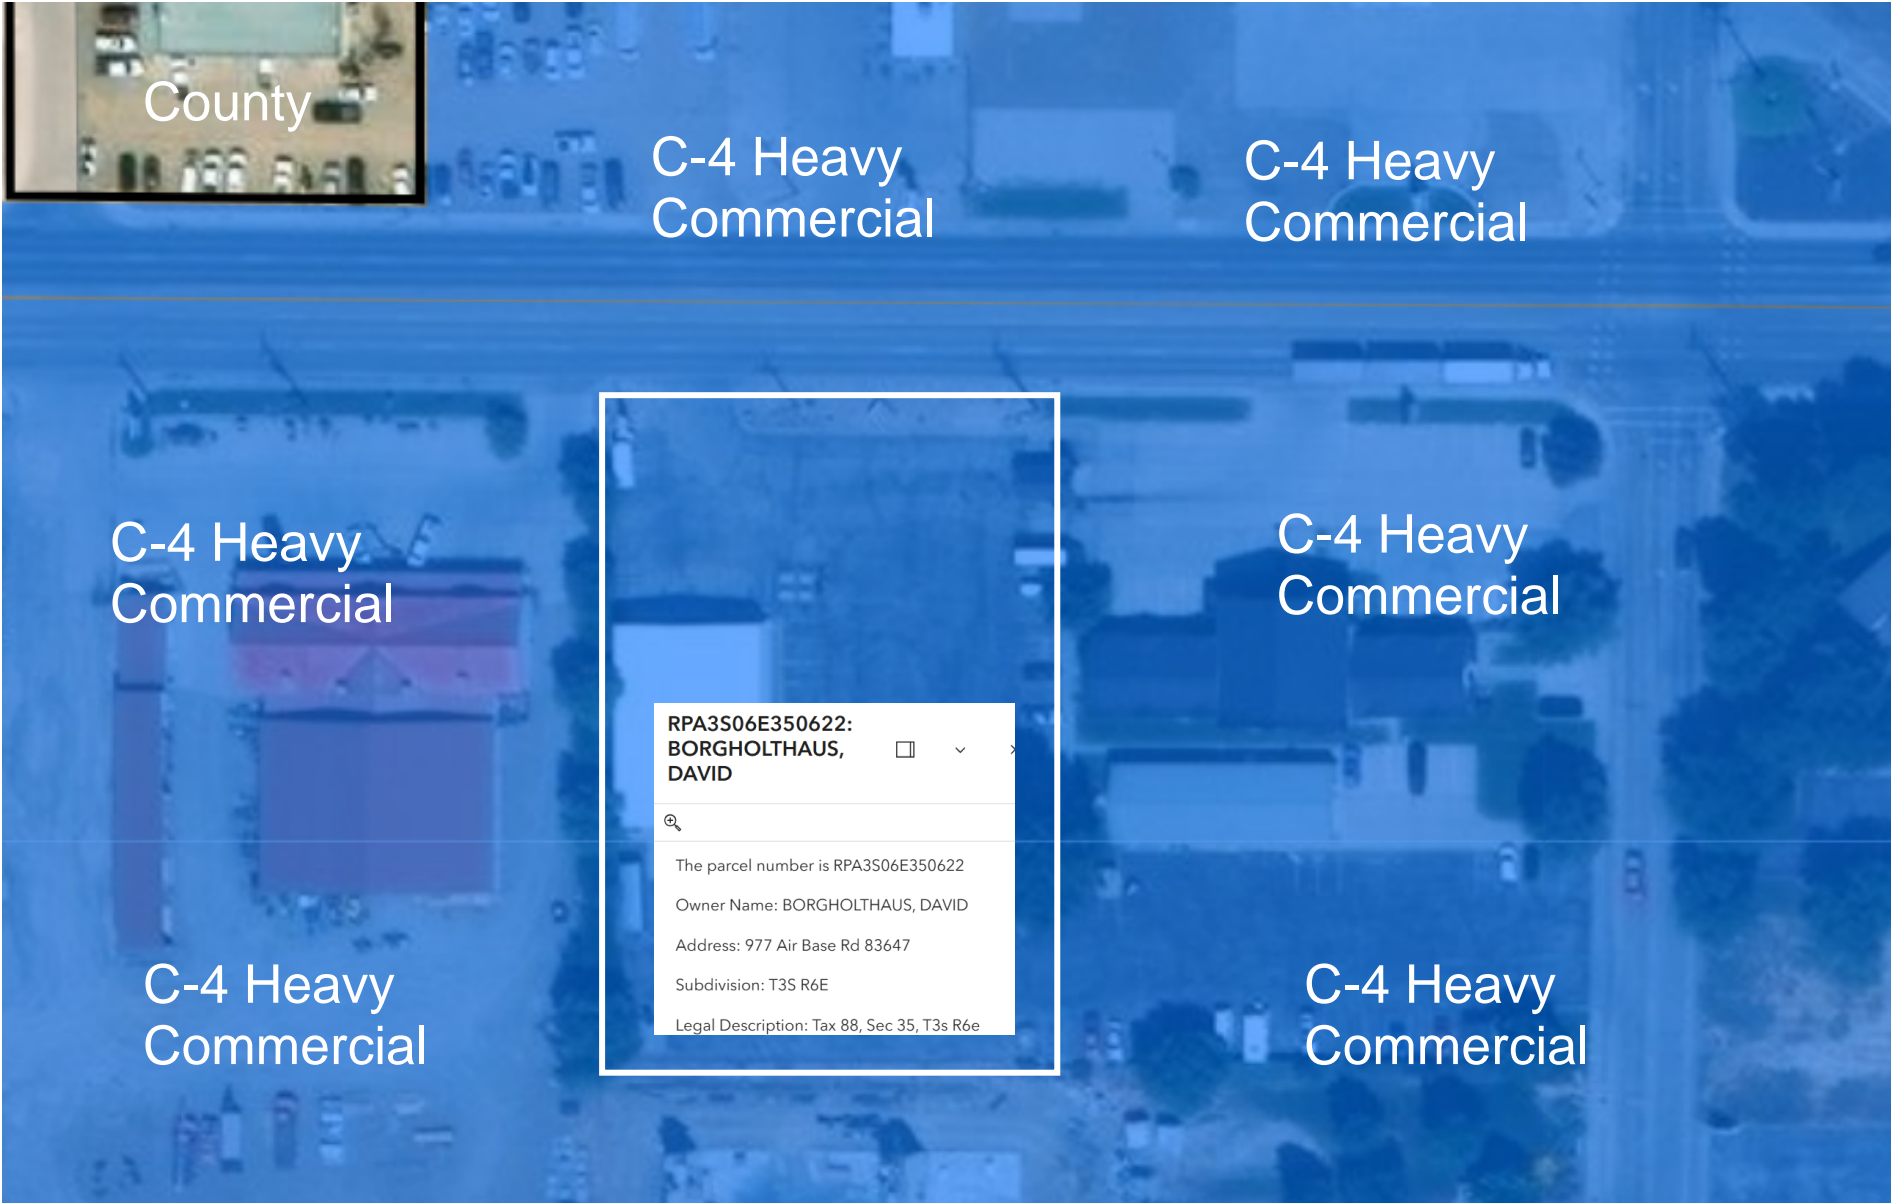 County
C-4 Heavy
Commercial
C-4 Heavy
Commercial
C-4 Heavy
Commercial
C-4 Heavy
Commercial
RPA3S06E350622:
BORGHOLTHAUS,
DAVID
The parcel number is RPA3S06E350622
Owner Name: BORGHOLTHAUS, DAVID
Address: 977 Air Base Rd 83647
Subdivision: T3S R6E
Legal Description: Tax 88, Sec 35, T3s R6e
C-4 Heavy
Commercial
C-4 Heavy
Commercial